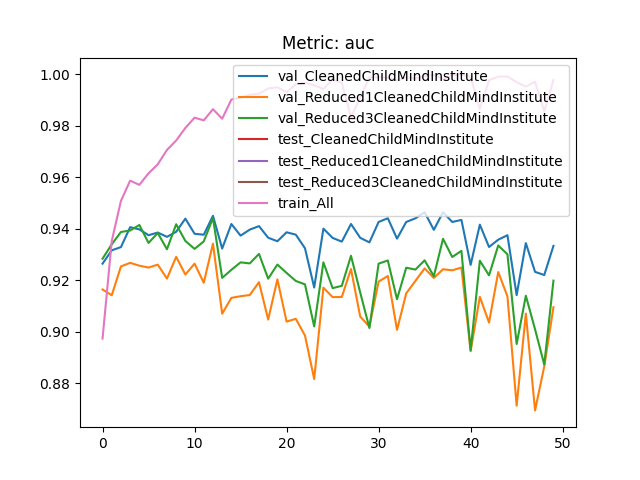 Metric: auc
1.00
0.98
0.96
0.94
0.92
0.90
0.88
val_CleanedChildMindInstitute
val_Reduced1CleanedChildMindInstitute
val_Reduced3CleanedChildMindInstitute
test_CleanedChildMindInstitute
test_Reduced1CleanedChildMindInstitute
test_Reduced3CleanedChildMindInstitute
train_All
0 10 20 30 40 50